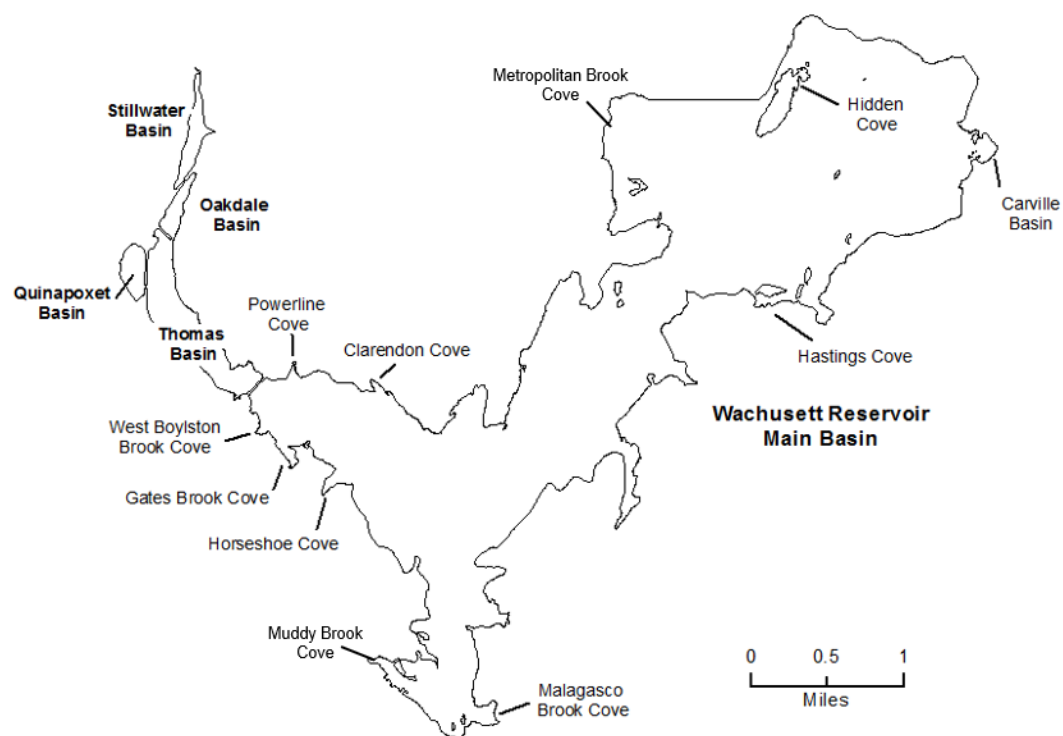 Metropolitan Brook
Cove
Stillwater
Basin
Hidden
Cove
Oakdale
Basin
Carville
Basin
Quinapoxet
Basin
Powerline
Cove
Thomas
Basin
Clarendon Cove
Hastings Cove
Wachusett Reservoir
Main Basin
West Boylston
Brook Cove
Gates Brook Cove
Horseshoe Cove
Muddy Brook
Cove
0 0.5 1
Miles
Malagasco
Brook Cove